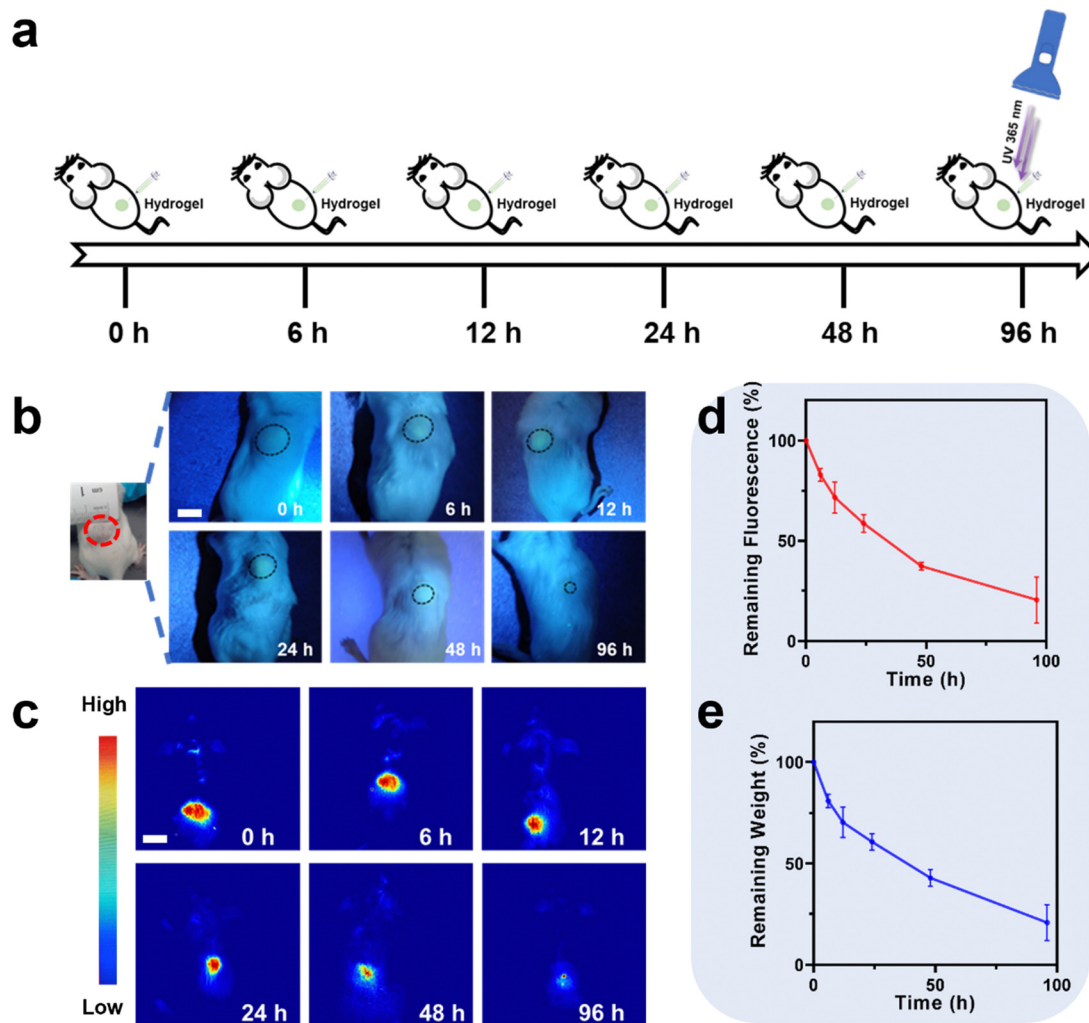 a
UV 365 nm
Hydrogel Hydrogel Hydrogel Hydrogel Hydrogel Hydrogel
0 h 6 h 12 h 24 h 48 h 96 h
b
cm 1
0 h 6 h 12 h
24 h 48 h 96 h
c
High
Low
0 h 6 h 12 h
24 h 48 h 96 h
d
Remaining Fluorescence (%)
100
50
0
0 50 100
Time (h)
e
Remaining Weight (%)
100
50
0
0 50 100
Time (h)